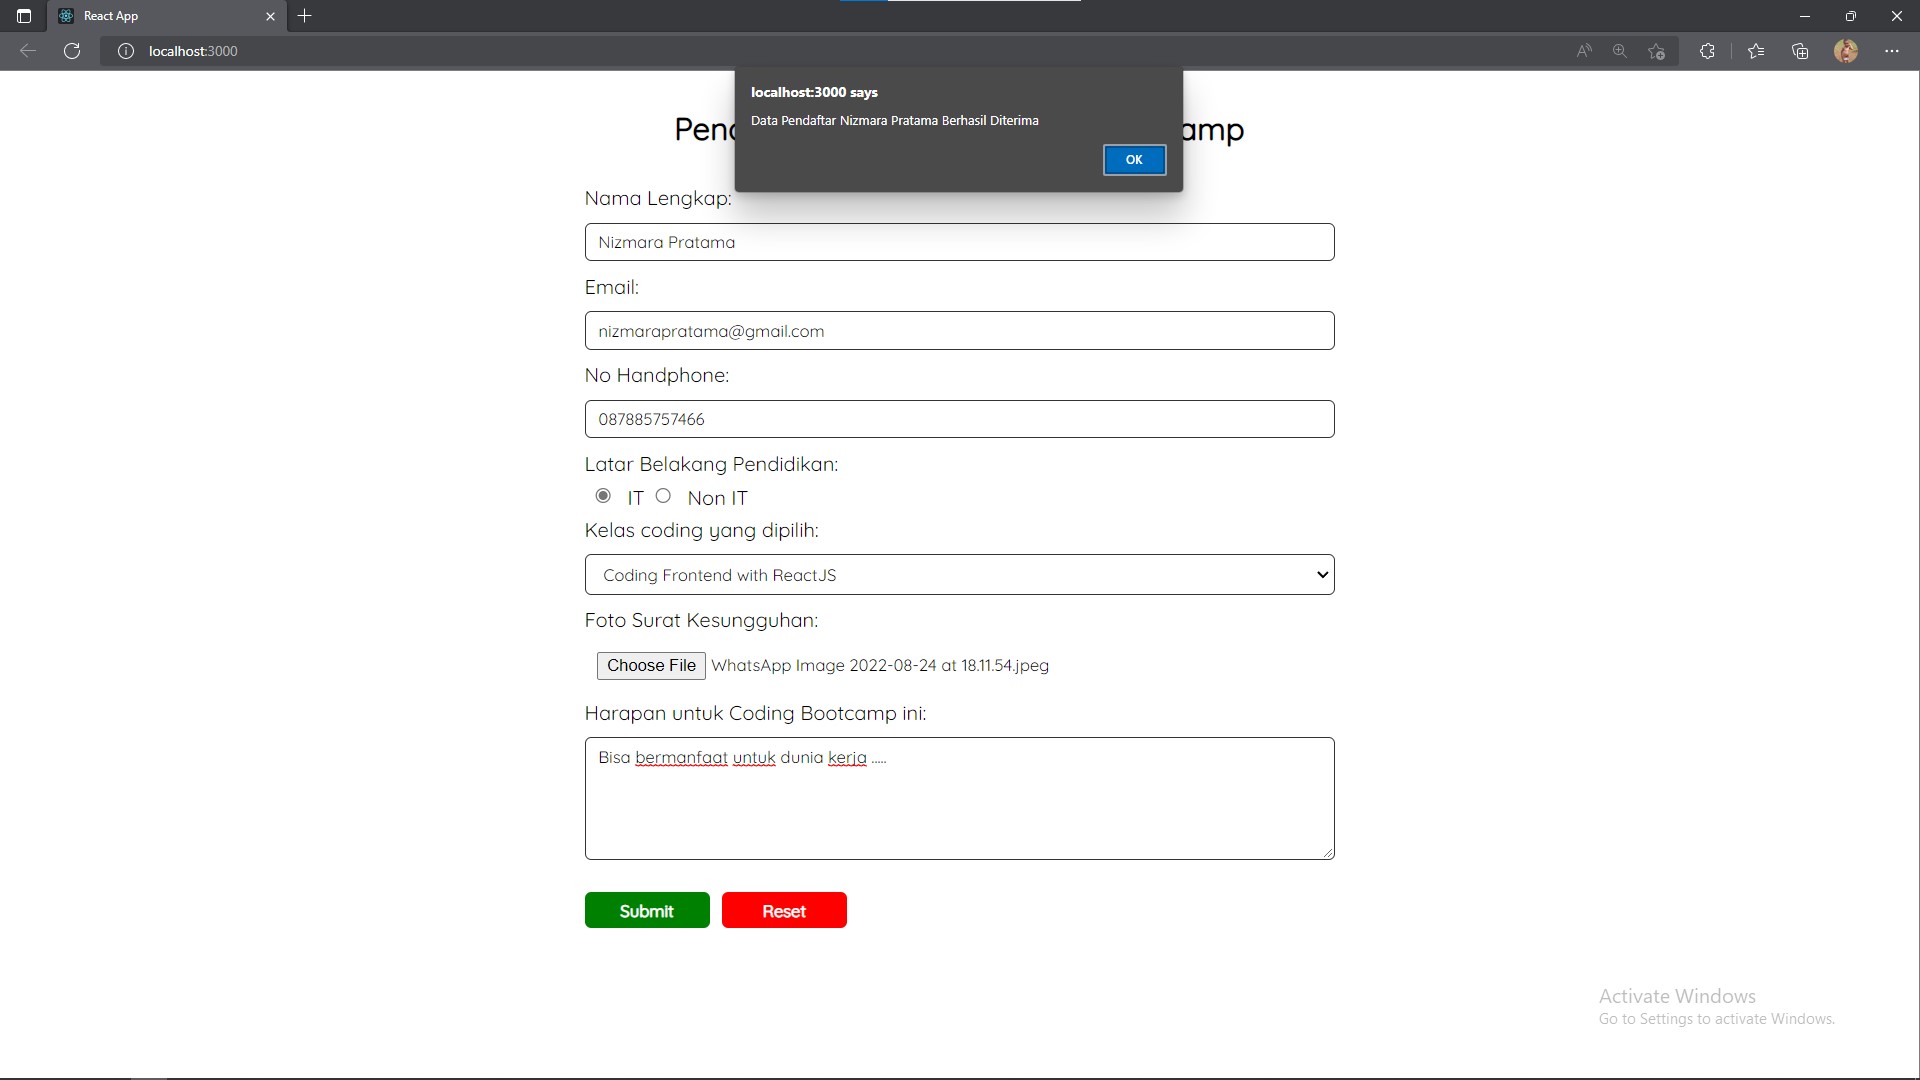 React App
localhost:3000
localhost:3000 says
Data Pendaftar Nizmara Pratama Berhasil Diterima
OK
Nama Lengkap:
Nizmara Pratama
Email:
nizmarapratama@gmail.com
No Handphone:
087885757466
Latar Belakang Pendidikan:
IT Non IT
Kelas coding yang dipilih:
Coding Frontend with ReactJS
Foto Surat Kesungguhan:
Choose File WhatsApp Image 2022-08-24 at 18.11.54.jpeg
Harapan untuk Coding Bootcamp ini:
Bisa bermanfaat untuk dunia kerja .....
Submit Reset
Activate Windows
Go to Settings to activate Windows.